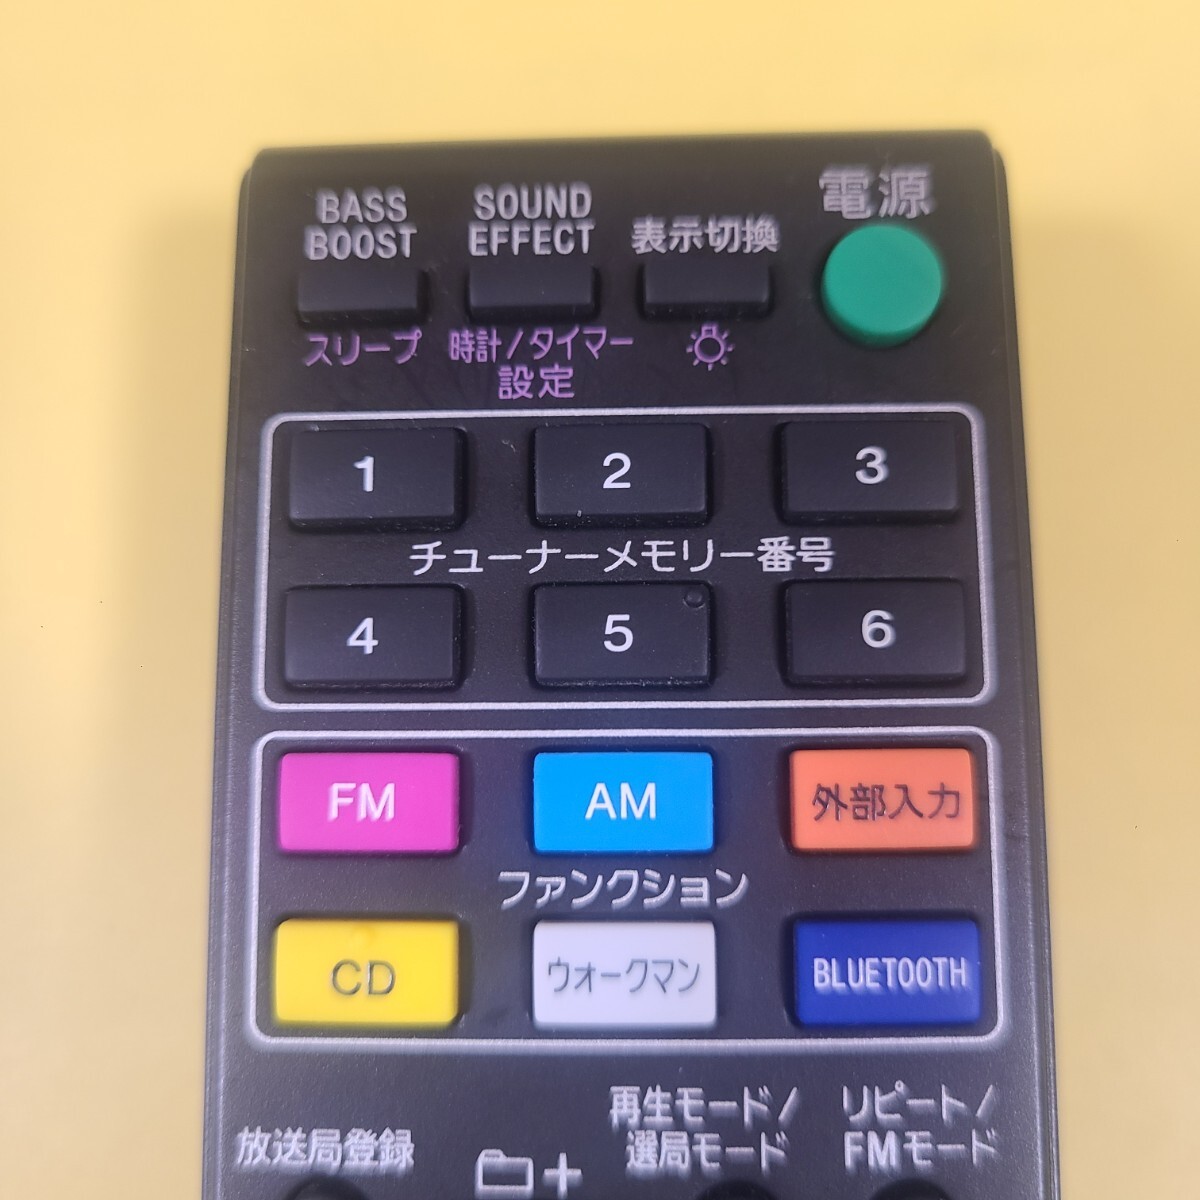 BASS
BOOST
SOUND
EFFECT
表示切換
電源
スリープ
時計/タイマー
設定
1
2
3
チューナーメモリー番号
4
5
6
FM
AM
外部入力
ファンクション
CD
ウォークマン
BLUETOOTH
放送局登録
+
再生モード/
選局モード
リピート/
FMモード